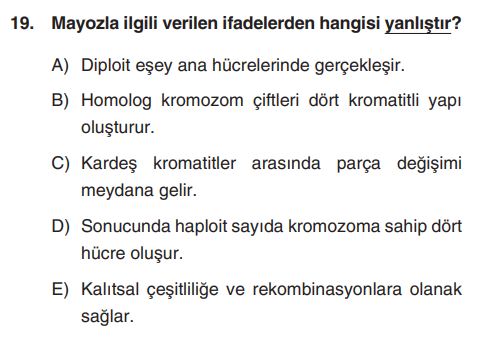 19. Mayozla ilgili verilen ifadelerden hangisi yanlıştır?
A) Diploit eşey ana hücrelerinde gerçekleşir.
B) Homolog kromozom çiftleri dört kromatitli yapı
oluşturur.
C) Kardeş kromatitler arasında parça değişimi
meydana gelir.
D) Sonucunda haploit sayıda kromozoma sahip dört
hücre oluşur.
E) Kalıtsal çeşitliliğe ve rekombinasyonlara olanak
sağlar.